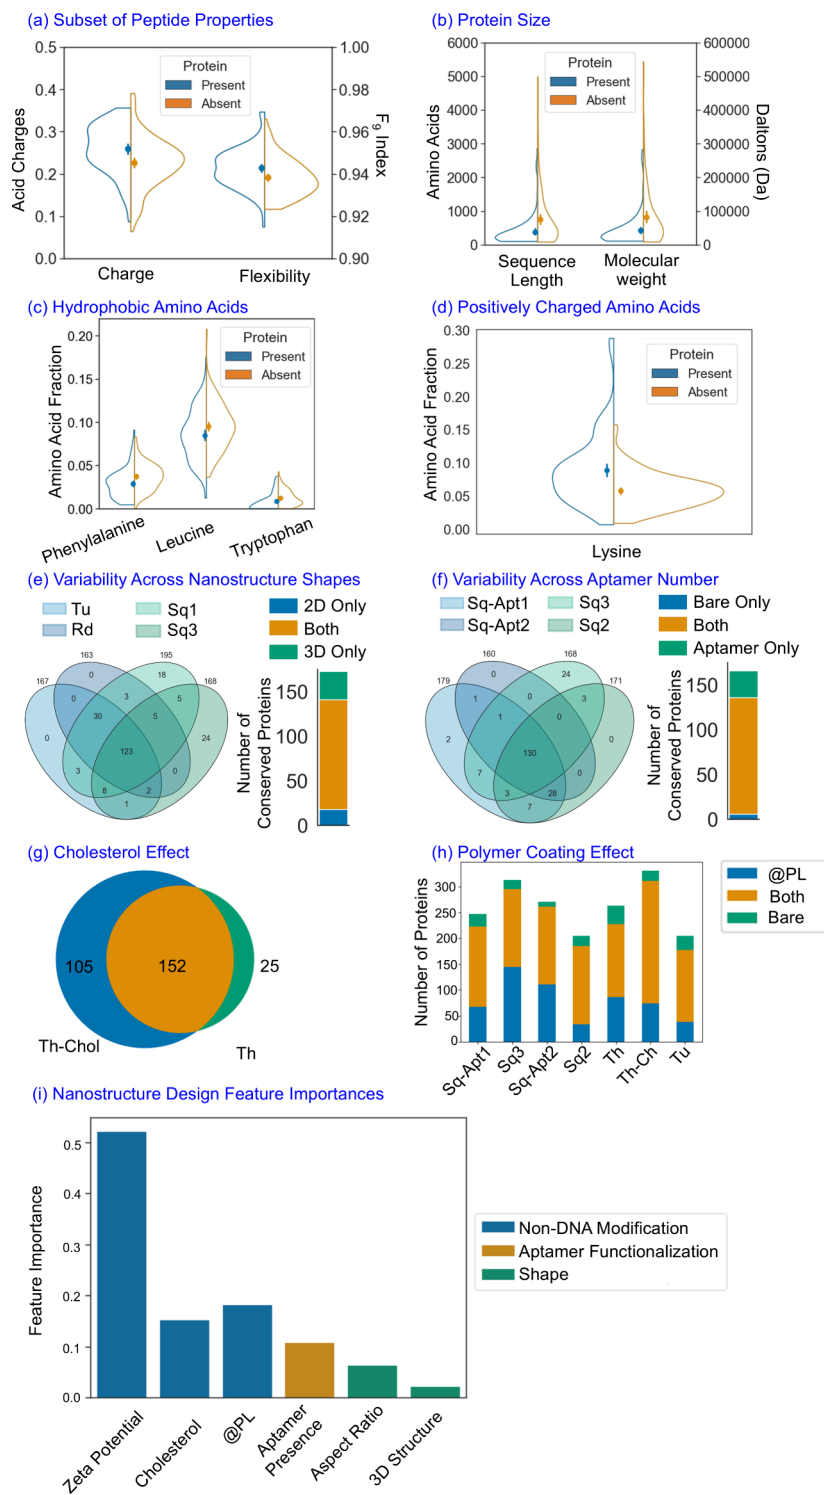 (a) Subset of Peptide Properties
0.5
0.4
0.3
0.2
0.1
0.0
Acid Charges
Protein
Present
Absent
1.00
0.98
0.96
0.94
0.92
0.90
F9 Index
Charge
Flexibility
(b) Protein Size
6000
5000
4000
3000
2000
1000
0
Amino Acids
Protein
Present
Absent
600000
500000
400000
300000
200000
100000
0
Daltons (Da)
Sequence
Length
Molecular
weight
(c) Hydrophobic Amino Acids
0.20
0.15
0.10
0.05
0.00
Amino Acid Fraction
Protein
Present
Absent
Phenylalanine
Leucine
Tryptophan
(d) Positively Charged Amino Acids
0.30
0.25
0.20
0.15
0.10
0.05
0.00
Amino Acid Fraction
Protein
Present
Absent
Lysine
(e) Variability Across Nanostructure Shapes
Tu
Sq1
Rd
Sq3
2D Only
Both
3D Only
163
195
167
168
0
18
0
3
5
30
5
0
24
123
3
0
8
2
1
Number of
Conserved Proteins
150
100
50
0
(f) Variability Across Aptamer Number
Sq-Apt1
Sq3
Sq-Apt2
Sq2
Bare Only
Both
Aptamer Only
160
168
179
171
0
24
1
0
3
1
0
2
0
130
7
0
3
28
7
Number of
Conserved Proteins
150
100
50
0
(g) Cholesterol Effect
105
152
25
Th-Chol
Th
(h) Polymer Coating Effect
300
250
200
150
100
50
0
Number of Proteins
@PL
Both
Bare
Sq-Apt1
Sq3
Sq-Apt2
Sq2
Th
Th-Ch
Tu
(i) Nanostructure Design Feature Importances
0.5
0.4
0.3
0.2
0.1
0.0
Feature Importance
Non-DNA Modification
Aptamer Functionalization
Shape
Zeta Potential
Cholesterol
@PL
Aptamer
Presence
Aspect Ratio
3D Structure